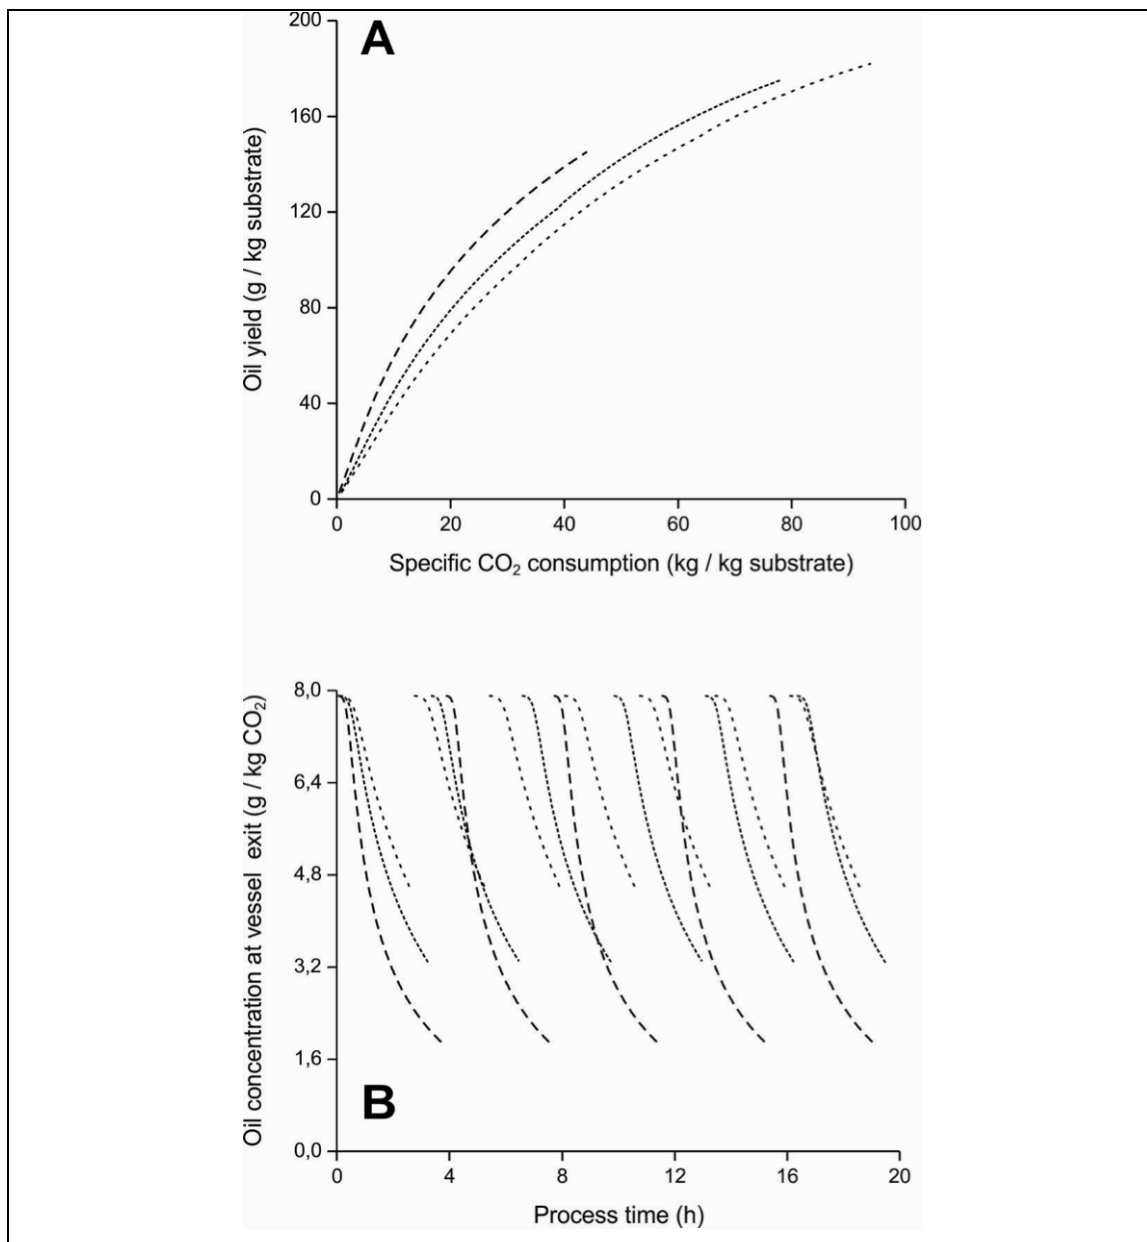 A
200
160
120
80
40
0
Oil yield (g / kg substrate)
0 20 40 60 80 100
Specific CO₂ consumption (kg / kg substrate)
8,0
6,4
4,8
3,2
1,6
0,0
Oil concentration at vessel exit (g / kg CO₂)
B
0 4 8 12 16 20
Process time (h)